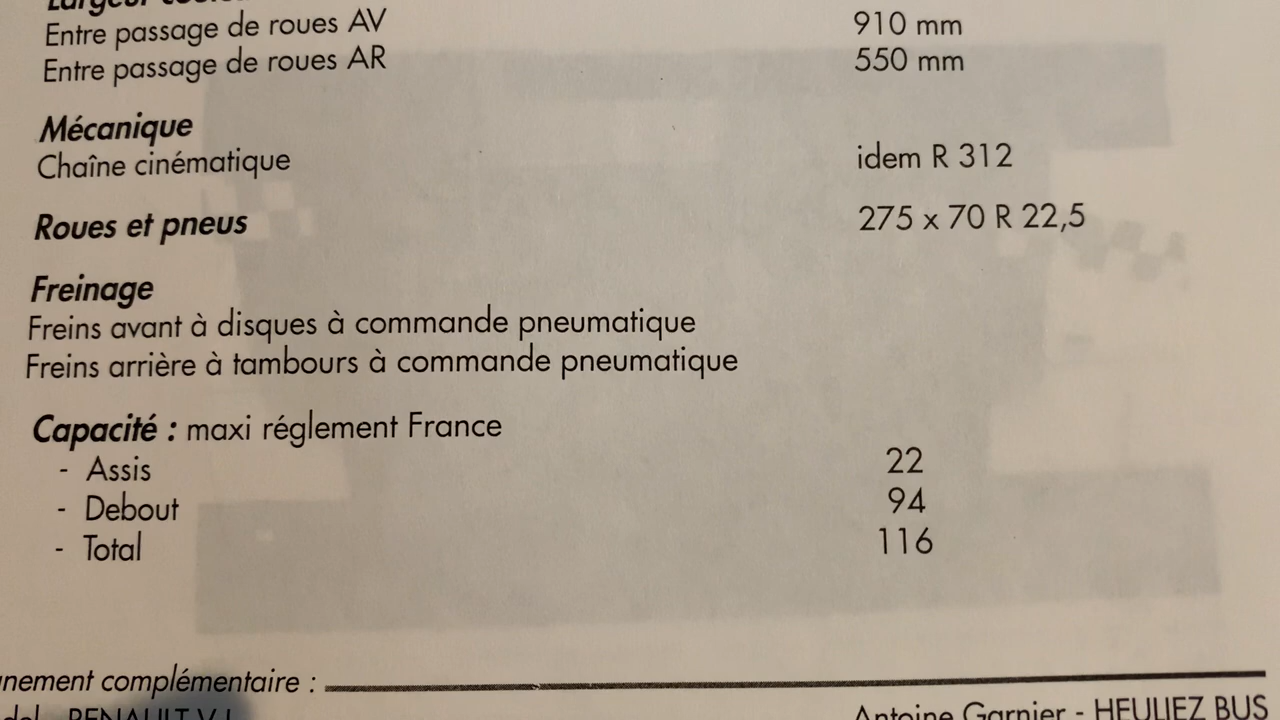 Largeur
Entre passage de roues AV 910 mm
Entre passage de roues AR 550 mm
Mécanique
Chaîne cinématique idem R 312
Roues et pneus 275 x 70 R 22,5
Freinage
Freins avant à disques à commande pneumatique
Freins arrière à tambours à commande pneumatique
Capacité : maxi réglement France
- Assis 22
- Debout 94
- Total 116
complémentaire :
RENAULT V.I. Antoine Garnier - HEULIEZ BUS